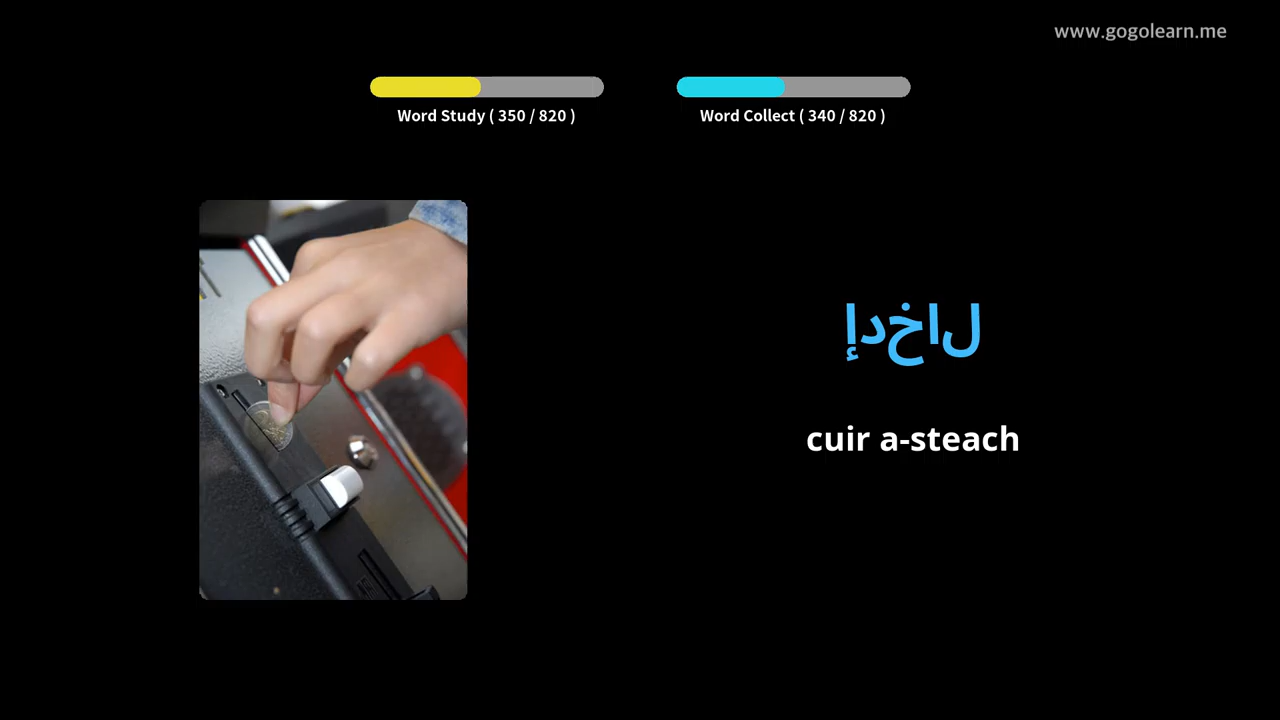 www.gogolearn.me
Word Study ( 350 / 820 )
Word Collect ( 340 / 820 )
إدخال
cuir a-steach